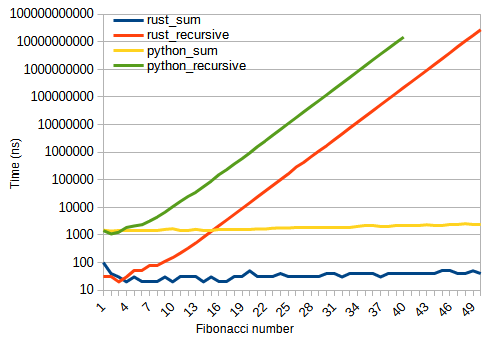 rust_sum
rust_recursive
python_sum
python_recursive
100000000000
10000000000
1000000000
100000000
10000000
1000000
100000
10000
1000
100
10
Time (ns)
1 4 7 10 13 16 19 22 25 28 31 34 37 40 43 46 49
Fibonacci number